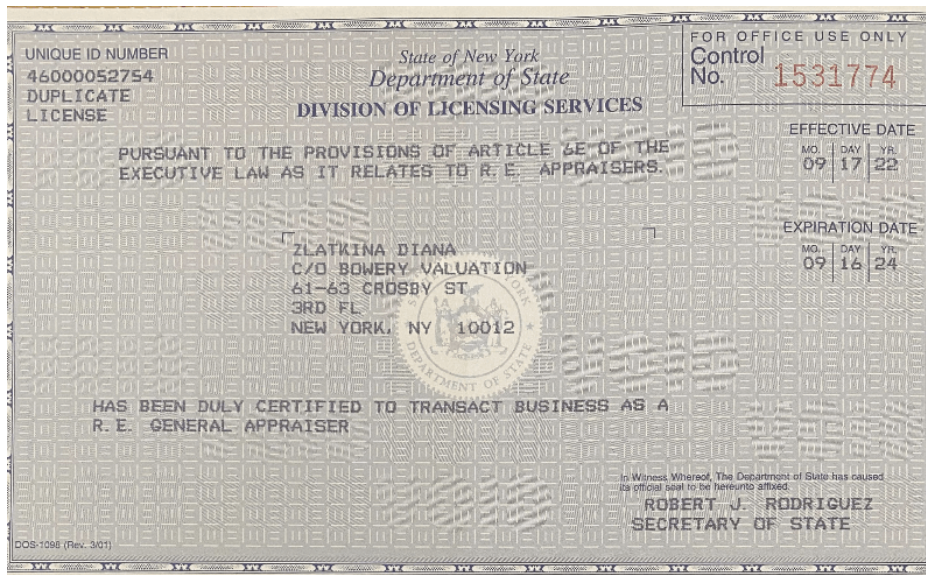 UNIQUE ID NUMBER
46000052754
DUPLICATE
LICENSE
State of New York
Department of State
DIVISION OF LICENSING SERVICES
FOR OFFICE USE ONLY
Control
No. 1531774
PURSUANT TO THE PROVISIONS OF ARTICLE 6E OF THE
EXECUTIVE LAW AS IT RELATES TO R. E. APPRAISERS.
EFFECTIVE DATE
MO. DAY YR.
09 17 22
EXPIRATION DATE
MO. DAY YR.
09 16 24
ZLATKINA DIANA
C/O BOWERY VALUATION
61-63 CROSBY ST
3RD FL
NEW YORK, NY 10012
DEPARTMENT OF STATE
HAS BEEN DULY CERTIFIED TO TRANSACT BUSINESS AS A
R. E. GENERAL APPRAISER
In Witness Whereof, The Department of State has caused
its official seal to be hereunto affixed.
ROBERT J. RODRIGUEZ
SECRETARY OF STATE
DOS-1098 (Rev. 3/01)